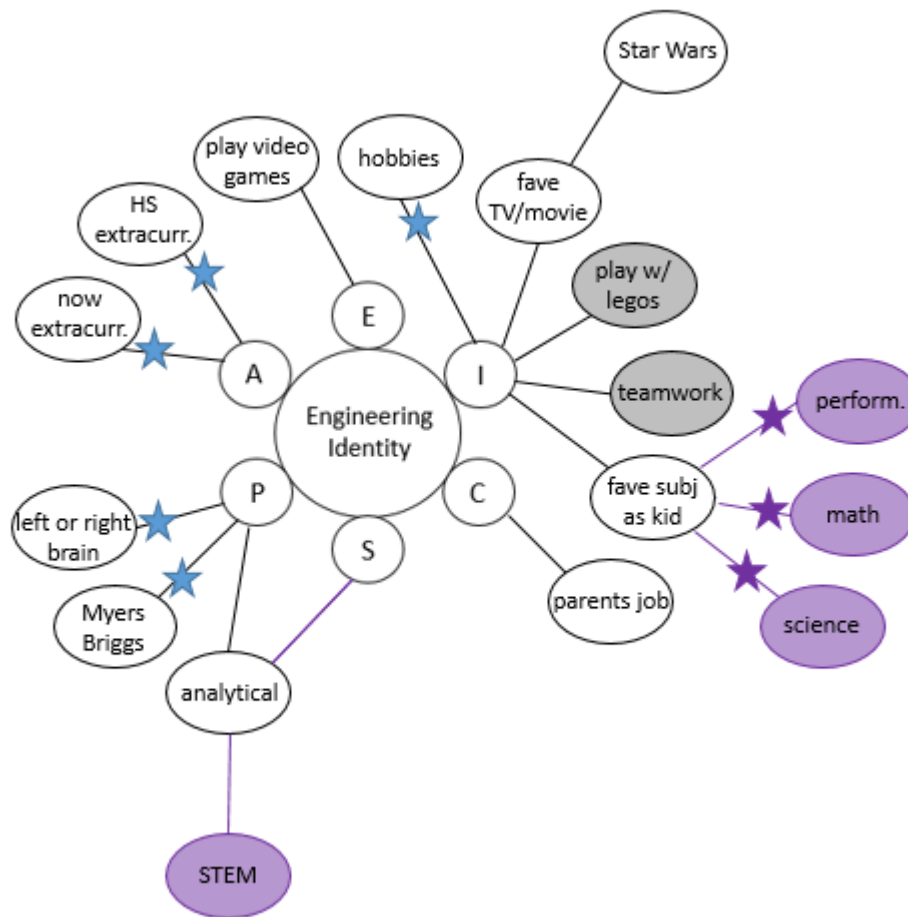 Star Wars
play video
games
hobbies
fave
TV/movie
HS
extracurr.
play w/
legos
now
extracurr.
E
A
I
teamwork
perform.
Engineering
Identity
P
C
fave subj
as kid
math
left or right
brain
S
parents job
science
Myers
Briggs
analytical
STEM